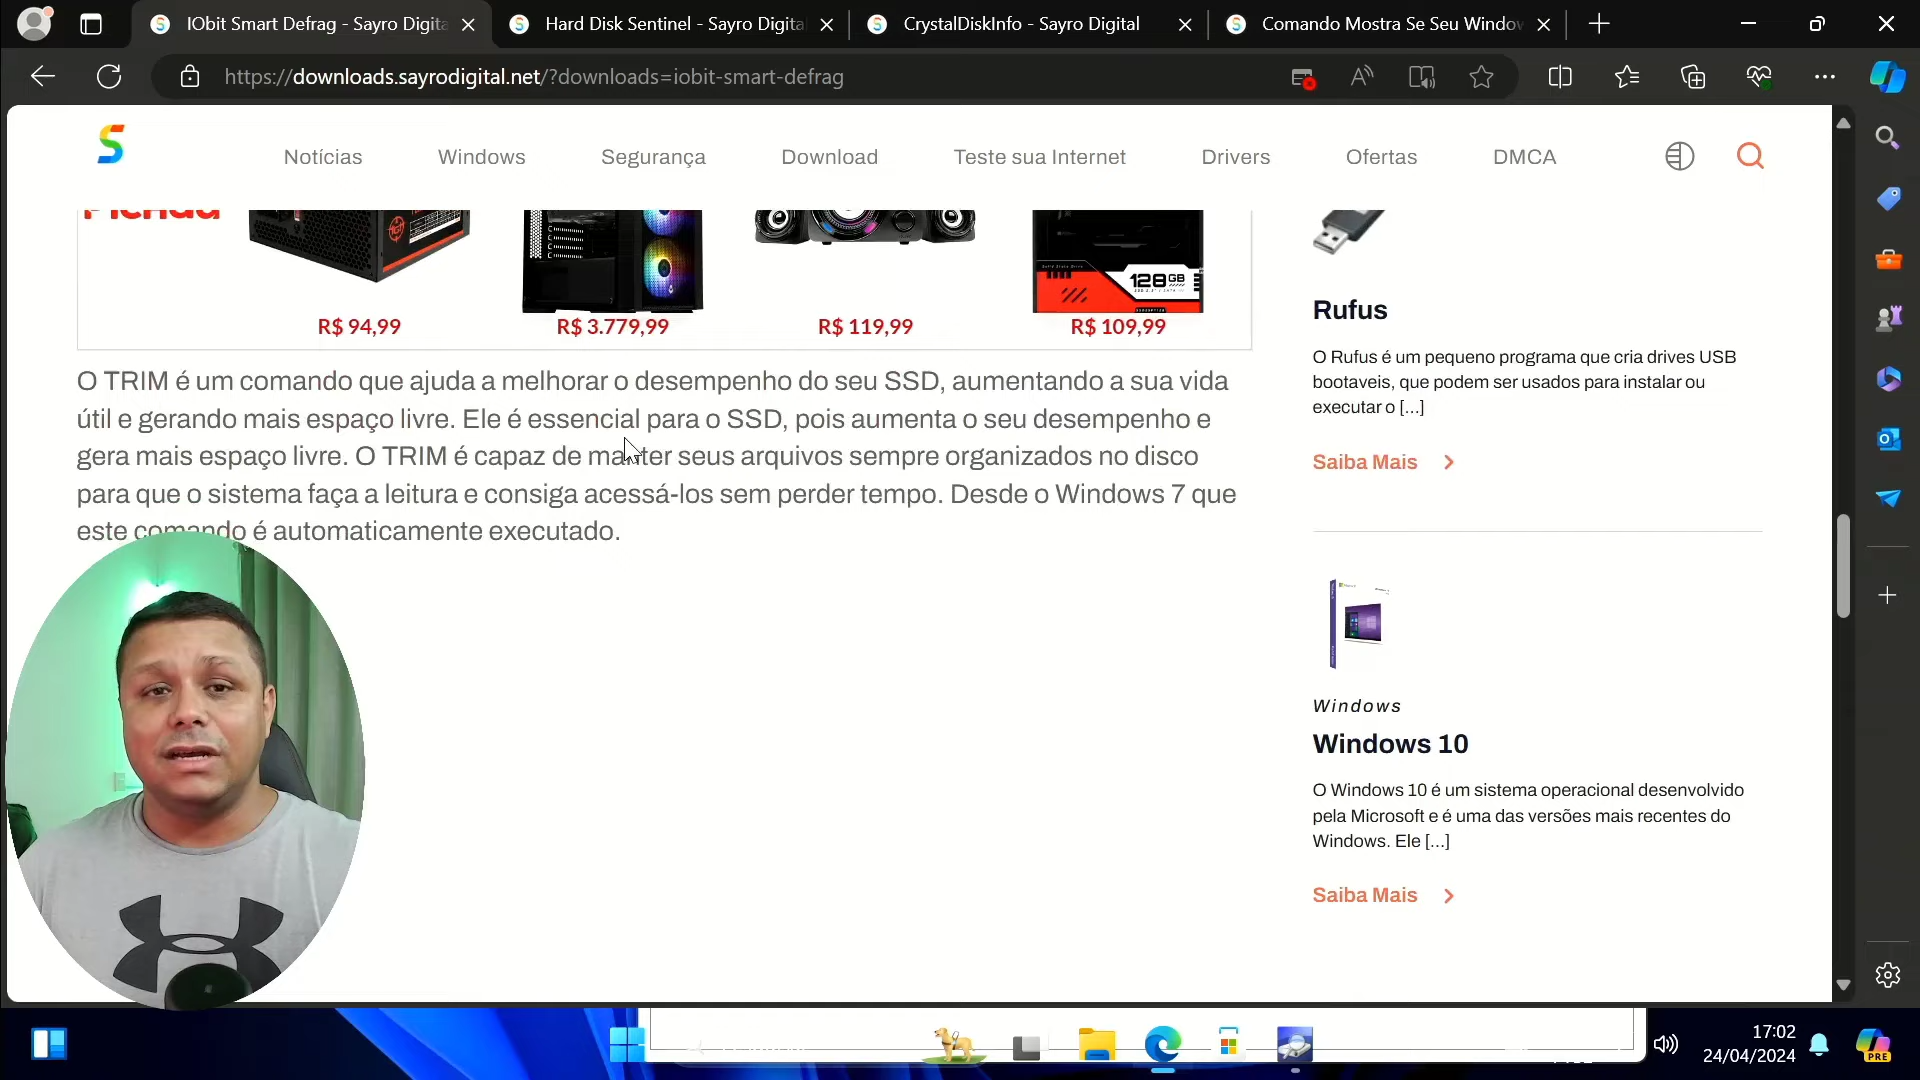 IObit Smart Defrag - Sayro Digita
Hard Disk Sentinel - Sayro Digita
CrystalDiskInfo - Sayro Digital
Comando Mostra Se Seu Windov
https://downloads.sayrodigital.net/?downloads=iobit-smart-defrag
Notícias
Windows
Segurança
Download
Teste sua Internet
Drivers
Ofertas
DMCA
128GB
R$ 94,99
R$ 3.779,99
R$ 119,99
R$ 109,99
O TRIM é um comando que ajuda a melhorar o desempenho do seu SSD, aumentando a sua vida
útil e gerando mais espaço livre. Ele é essencial para o SSD, pois aumenta o seu desempenho e
gera mais espaço livre. O TRIM é capaz de manter seus arquivos sempre organizados no disco
para que o sistema faça a leitura e consiga acessá-los sem perder tempo. Desde o Windows 7 que
este comando é automaticamente executado.
Rufus
O Rufus é um pequeno programa que cria drives USB
bootaveis, que podem ser usados para instalar ou
executar o [...]
Saiba Mais
Windows
Windows 10
O Windows 10 é um sistema operacional desenvolvido
pela Microsoft e é uma das versões mais recentes do
Windows. Ele [...]
Saiba Mais
17:02
24/04/2024
PRE